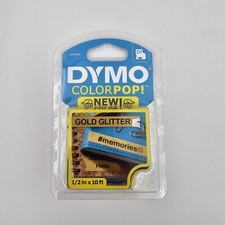 DYMO
COLORPOP!
NEW!
GOLD GLITTER
#memories
1/2 in x 10 ft